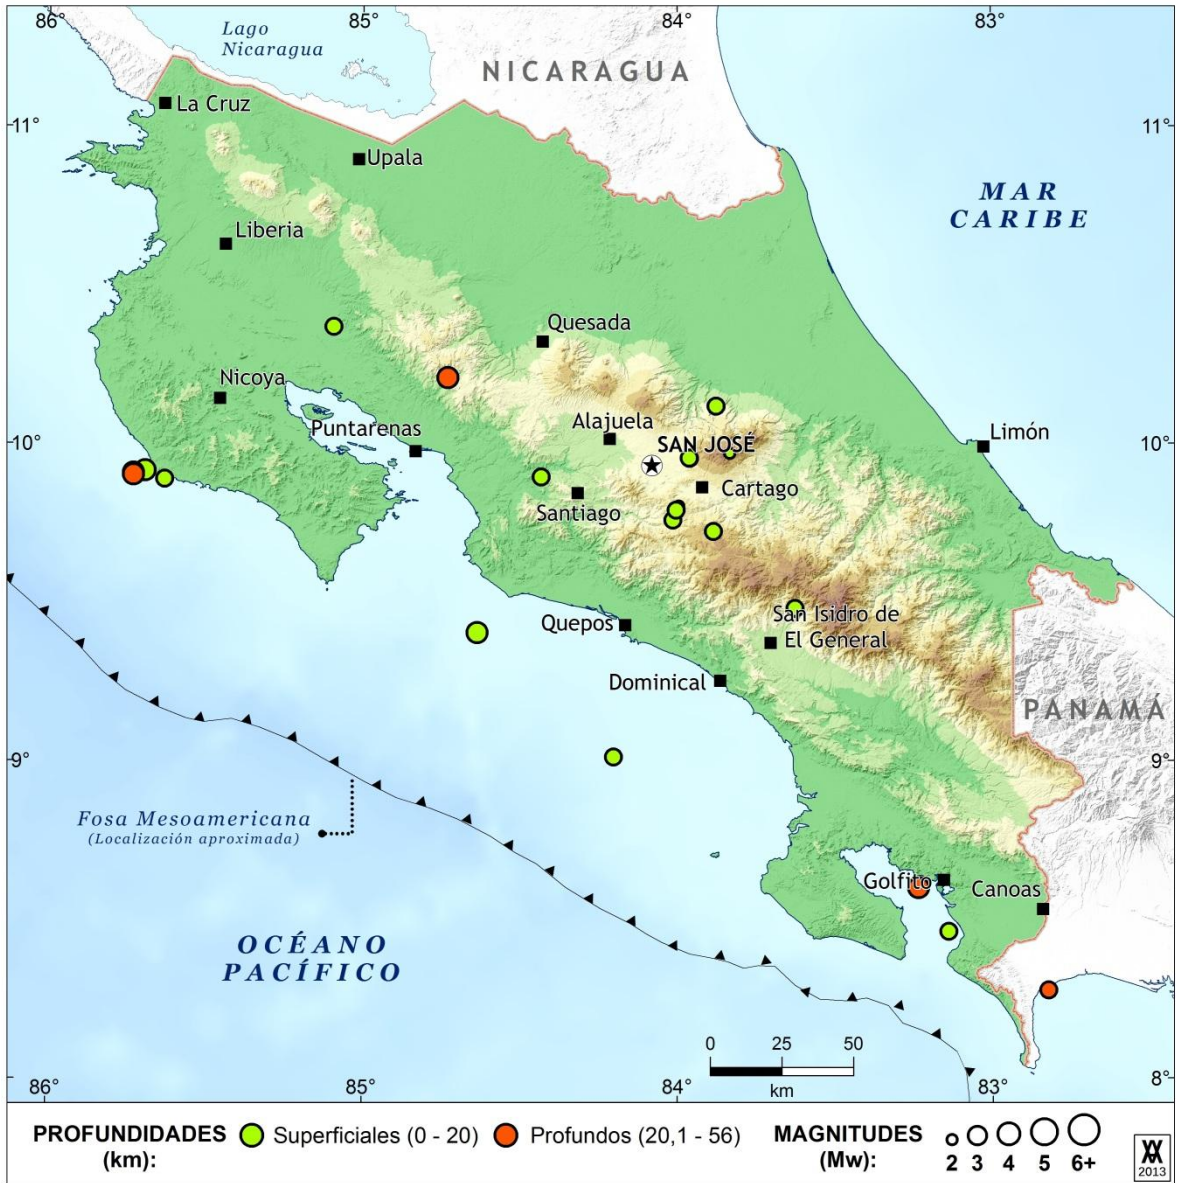 86°
85°
84°
83°
Lago
Nicaragua
NICARAGUA
La Cruz
11°
11°
Upala
MAR
CARIBE
Liberia
Quesada
Nicoya
Alajuela
Puntarenas
SAN JOSÉ
Limón
10°
10°
Cartago
Santiago
San Isidro de
El General
Quepos
Dominical
PANAMÁ
9°
9°
Fosa Mesoamericana
(Localización aproximada)
Golfito
Canoas
OCÉANO
PACÍFICO
0 25 50
km
86°
85°
84°
83°
8°
PROFUNDIDADES
(km):
Superficiales (0 - 20)
Profundos (20,1 - 56)
MAGNITUDES
(Mw):
2 3 4 5 6+
2013